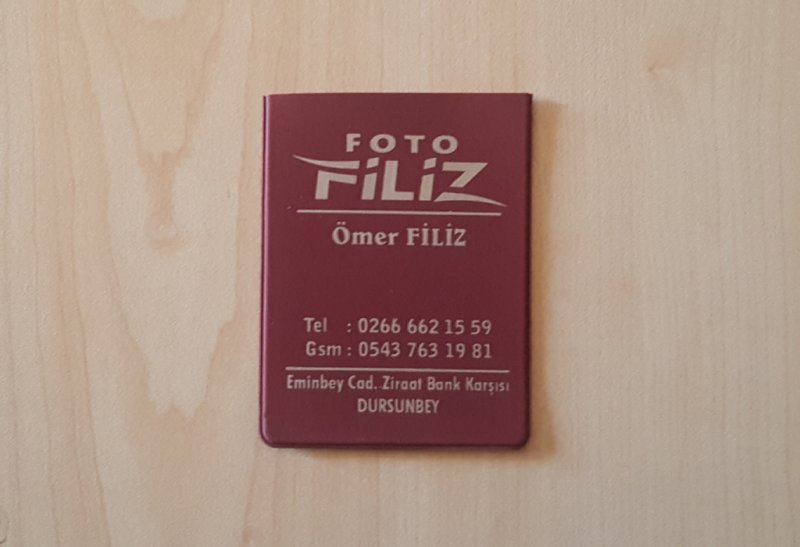 FOTO
FİLİZ
Ömer FİLİZ
Tel : 0266 662 15 59
Gsm : 0543 763 19 81
Eminbey Cad. Ziraat Bank Karşısı
DURSUNBEY